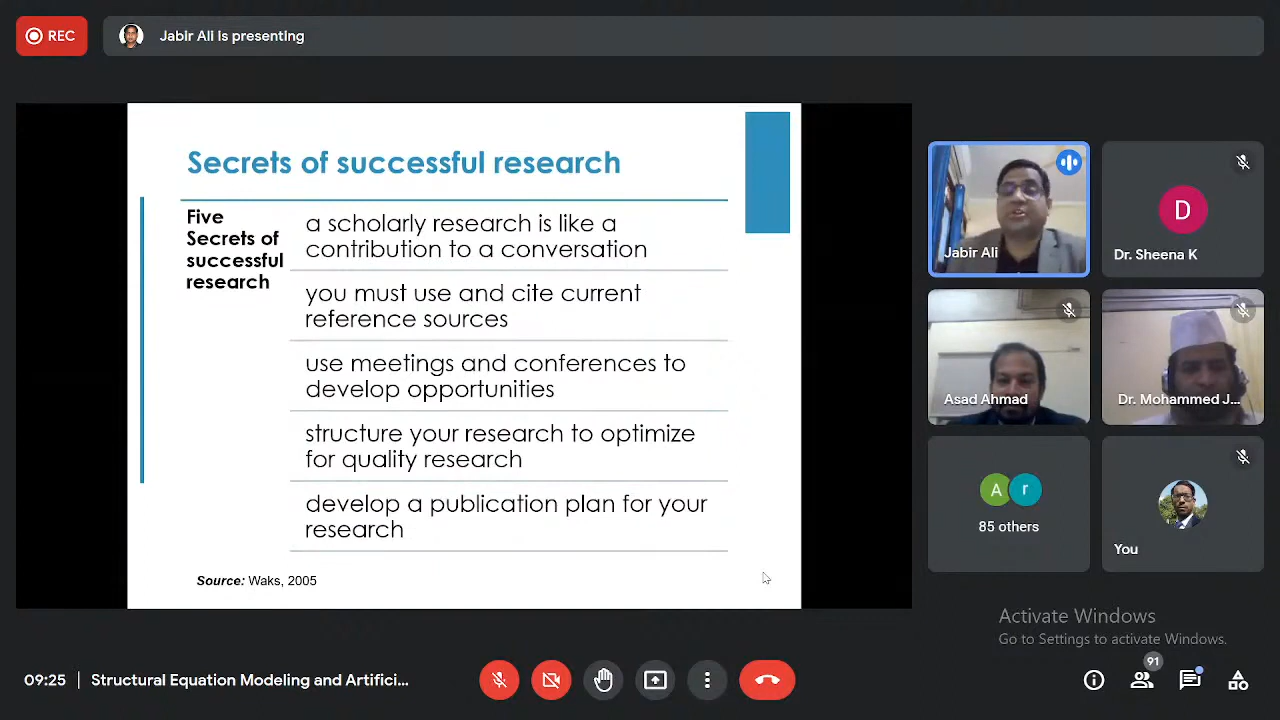 REC
Jabir Ali is presenting
Secrets of successful research
Five
Secrets of
successful
research
a scholarly research is like a
contribution to a conversation
you must use and cite current
reference sources
use meetings and conferences to
develop opportunities
structure your research to optimize
for quality research
develop a publication plan for your
research
Source: Waks, 2005
Jabir Ali
D
Dr. Sheena K
Asad Ahmad
Dr. Mohammed J...
A
r
85 others
You
Activate Windows
Go to Settings to activate Windows.
09:25 | Structural Equation Modeling and Artifici...
91